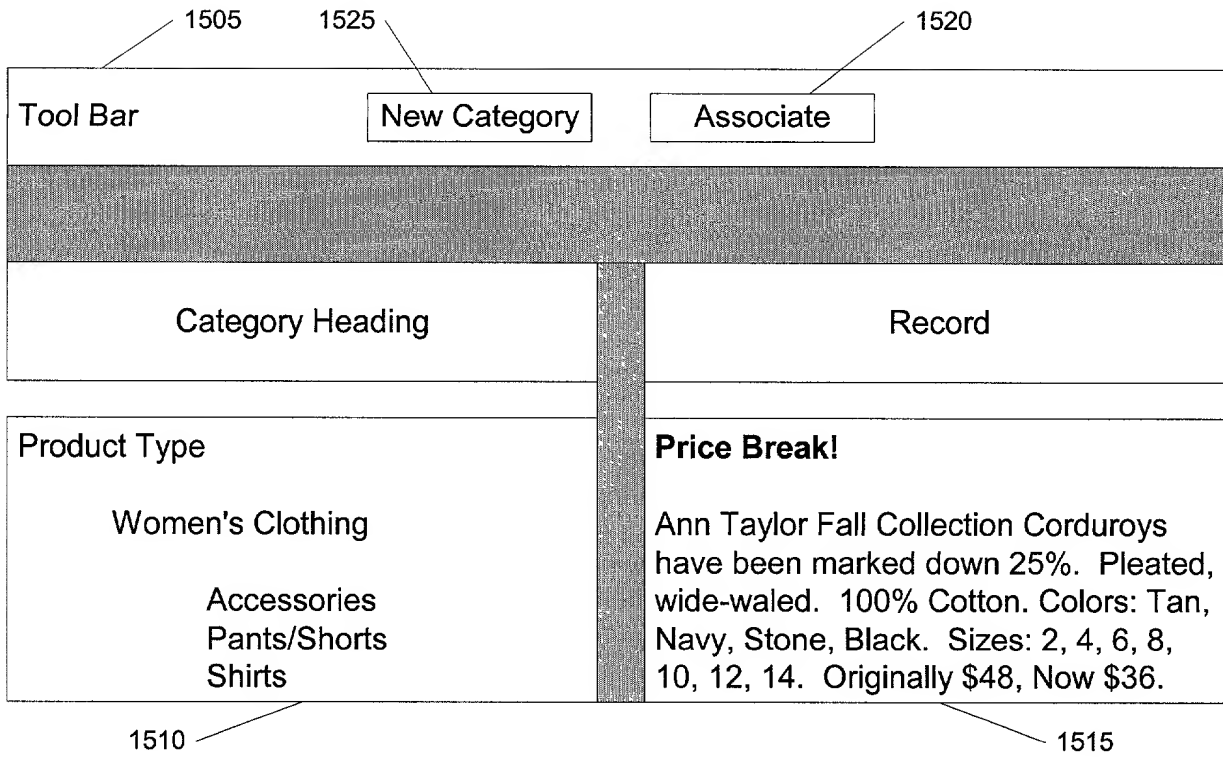 1505 1525 1520
Tool Bar New Category Associate
Category Heading Record
Product Type
Women's Clothing
Accessories
Pants/Shorts
Shirts
Price Break!
Ann Taylor Fall Collection Corduroys
have been marked down 25%. Pleated,
wide-waled. 100% Cotton. Colors: Tan,
Navy, Stone, Black. Sizes: 2, 4, 6, 8,
10, 12, 14. Originally $48, Now $36.
1510 1515